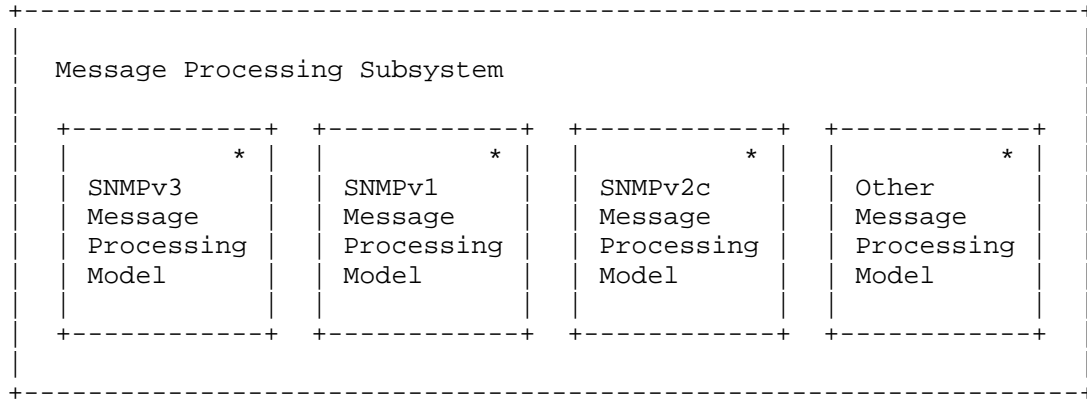 Message Processing Subsystem
* * * *
SNMPv3 SNMPv1 SNMPv2c Other
Message Message Message Message
Processing Processing Processing Processing
Model Model Model Model